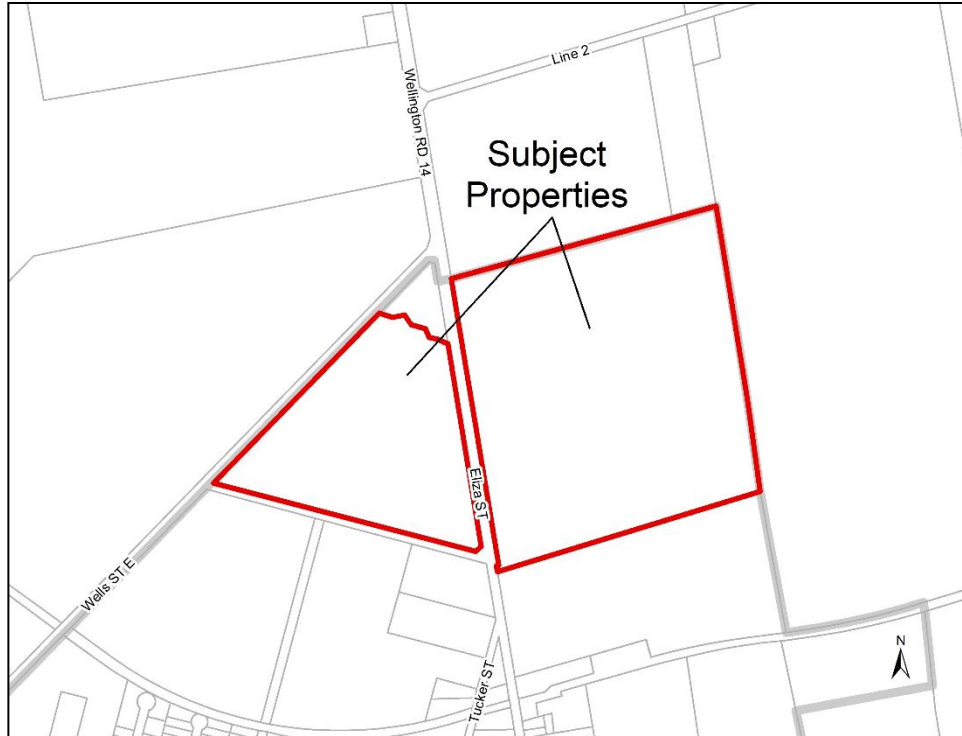 Line 2
Wellington RD 14
Subject
Properties
Eliza ST
Wells ST E
Tucker ST
N